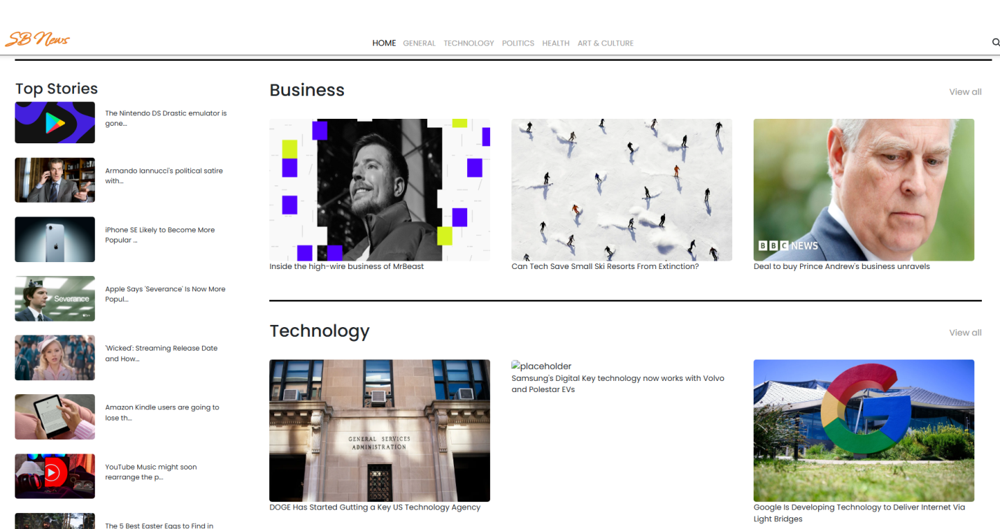 SB News
HOME GENERAL TECHNOLOGY POLITICS HEALTH ART & CULTURE
Top Stories
The Nintendo DS Drastic emulator is
gone...
Armando Iannucci's political satire
with...
iPhone SE Likely to Become More
Popular ...
Severance
Apple Says 'Severance' Is Now More
Popul...
'Wicked': Streaming Release Date
and How...
Amazon Kindle users are going to
lose th...
YouTube Music might soon
rearrange the p...
The 5 Best Easter Eggs to Find in
Business
View all
Inside the high-wire business of MrBeast
Can Tech Save Small Ski Resorts From Extinction?
BBC NEWS
Deal to buy Prince Andrew's business unravels
Technology
View all
GENERAL SERVICES
ADMINISTRATION
DOGE Has Started Gutting a Key US Technology Agency
placeholder
Samsung's Digital Key technology now works with Volvo
and Polestar EVs
Google Is Developing Technology to Deliver Internet Via
Light Bridges